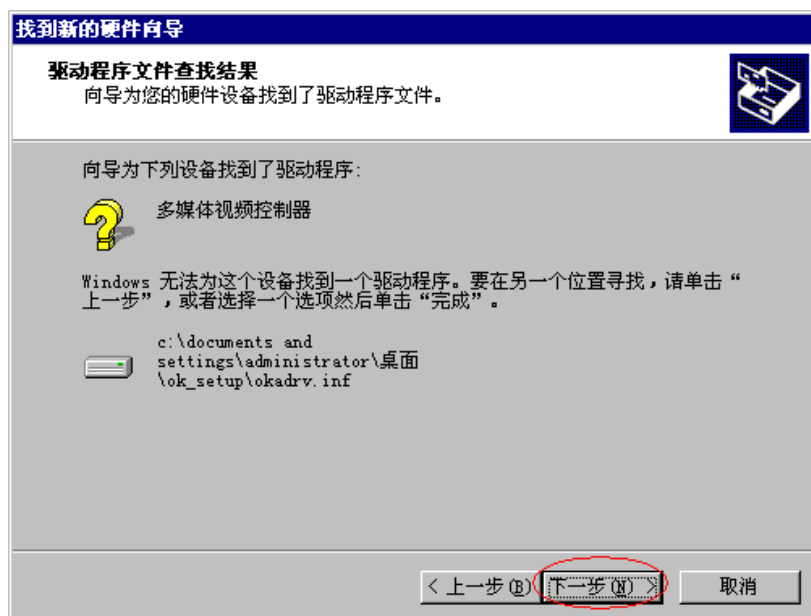 找到新的硬件向导
驱动程序文件查找结果
向导为您的硬件设备找到了驱动程序文件。
向导为下列设备找到了驱动程序:
多媒体视频控制器
Windows 无法为这个设备找到一个驱动程序。要在另一个位置寻找，请单击“
上一步”，或者选择一个选项然后单击“完成”。
c:\documents and
settings\administrator\桌面
\ok_setup\okadrv.inf
< 上一步(B) 下一步(N) > 取消